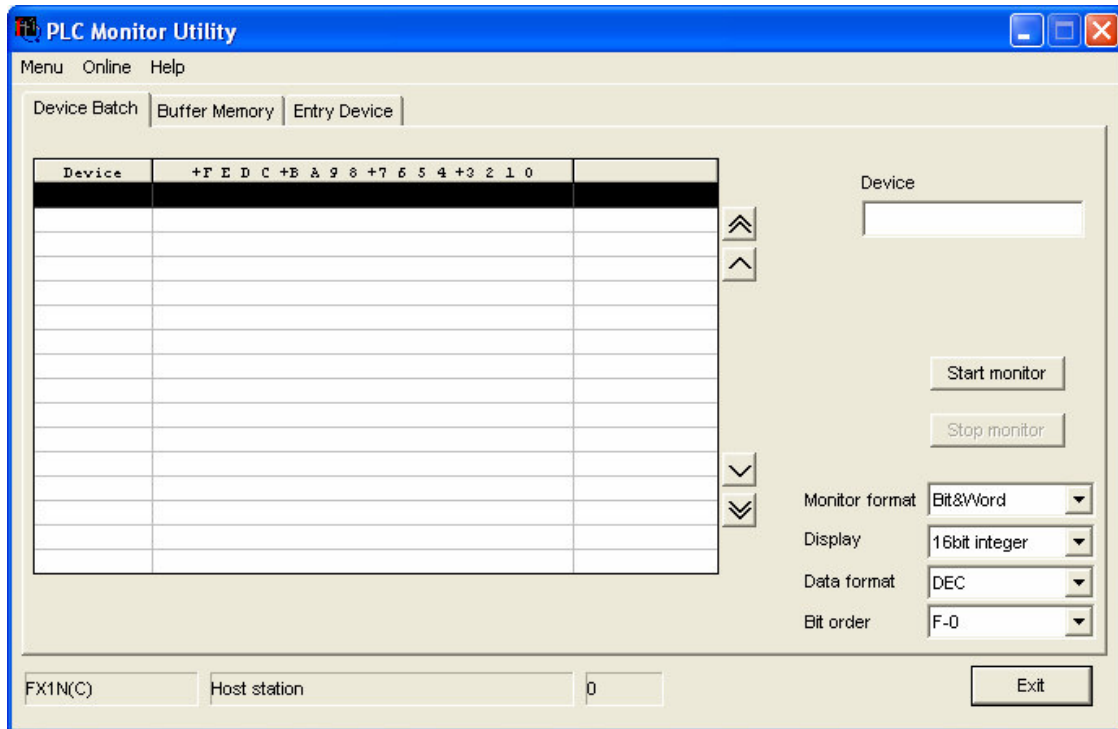 PLC Monitor Utility
Menu Online Help
Device Batch Buffer Memory Entry Device
Device +F E D C +B A 9 8 +7 6 5 4 +3 2 1 0
Device
Start monitor
Stop monitor
Monitor format Bit&Word
Display 16bit integer
Data format DEC
Bit order F-0
FX1N(C) Host station 0 Exit